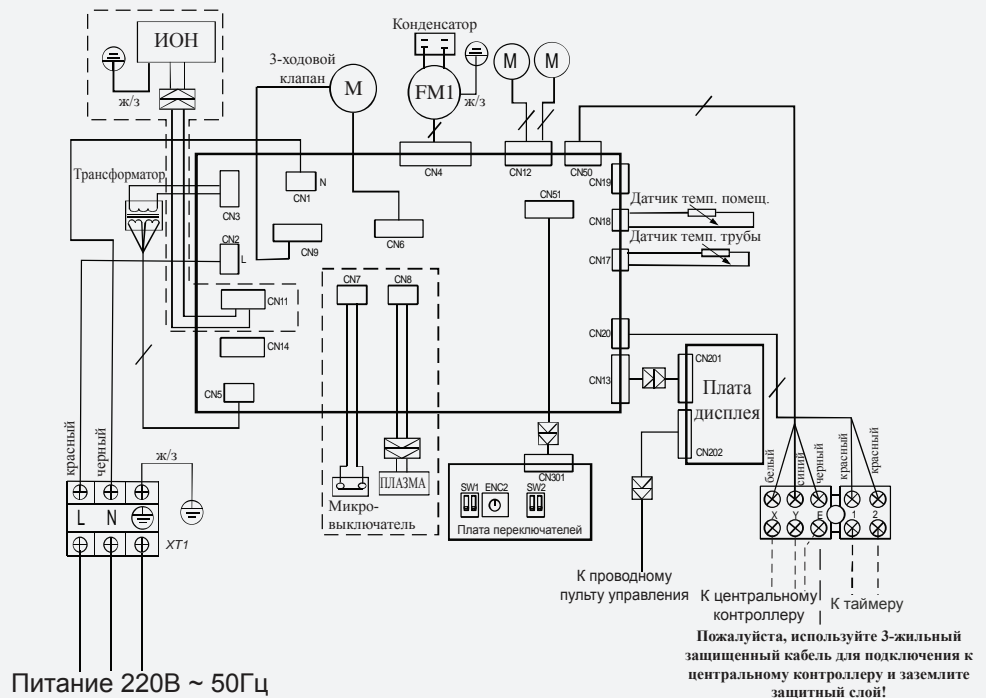 Конденсатор
ИОН
3-ходовой
клапан
M
FM1
M
M
ж/з
ж/з
Трансформатор
CN3
CN1
N
CN4
CN12
CN50
CN51
CN19
CN18
Датчик темп. помещ.
CN17
Датчик темп. трубы
CN2
L
CN9
CN6
CN7
CN8
CN11
CN14
CN5
CN20
CN13
CN201
Плата
дисплея
CN202
красный
черный
ж/з
L
N
XT1
ПЛАЗМА
Микро-
выключатель
CN301
SW1
ENC2
SW2
Плата переключателей
белый
синий
черный
красный
красный
X
Y
E
1
2
К проводному
пульту управления
К центральному
контроллеру
К таймеру
Пожалуйста, используйте 3-жильный
защищенный кабель для подключения к
центральному контроллеру и заземлите
защитный слой!
Питание 220В ~ 50Гц